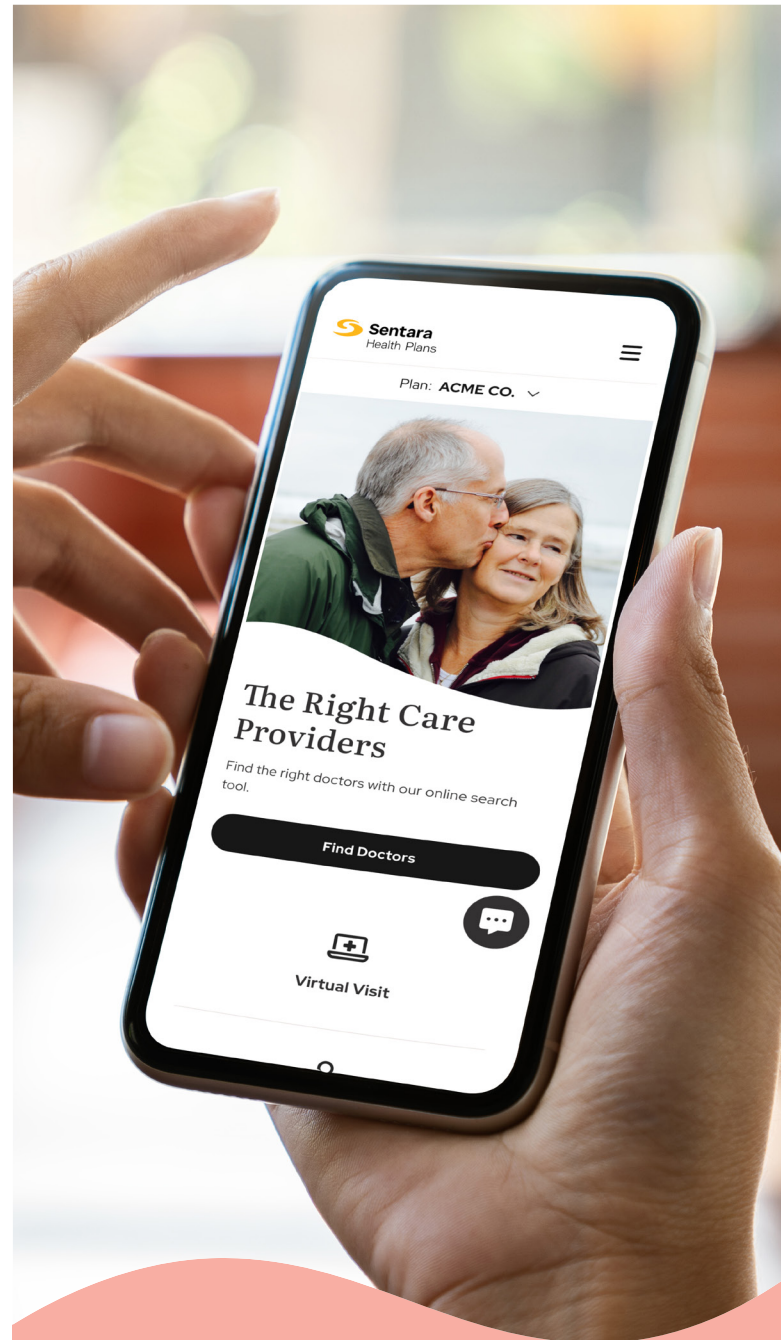 Sentara
Health Plans
Plan: ACME CO.
The Right Care
Providers
Find the right doctors with our online search
tool.
Find Doctors
Virtual Visit